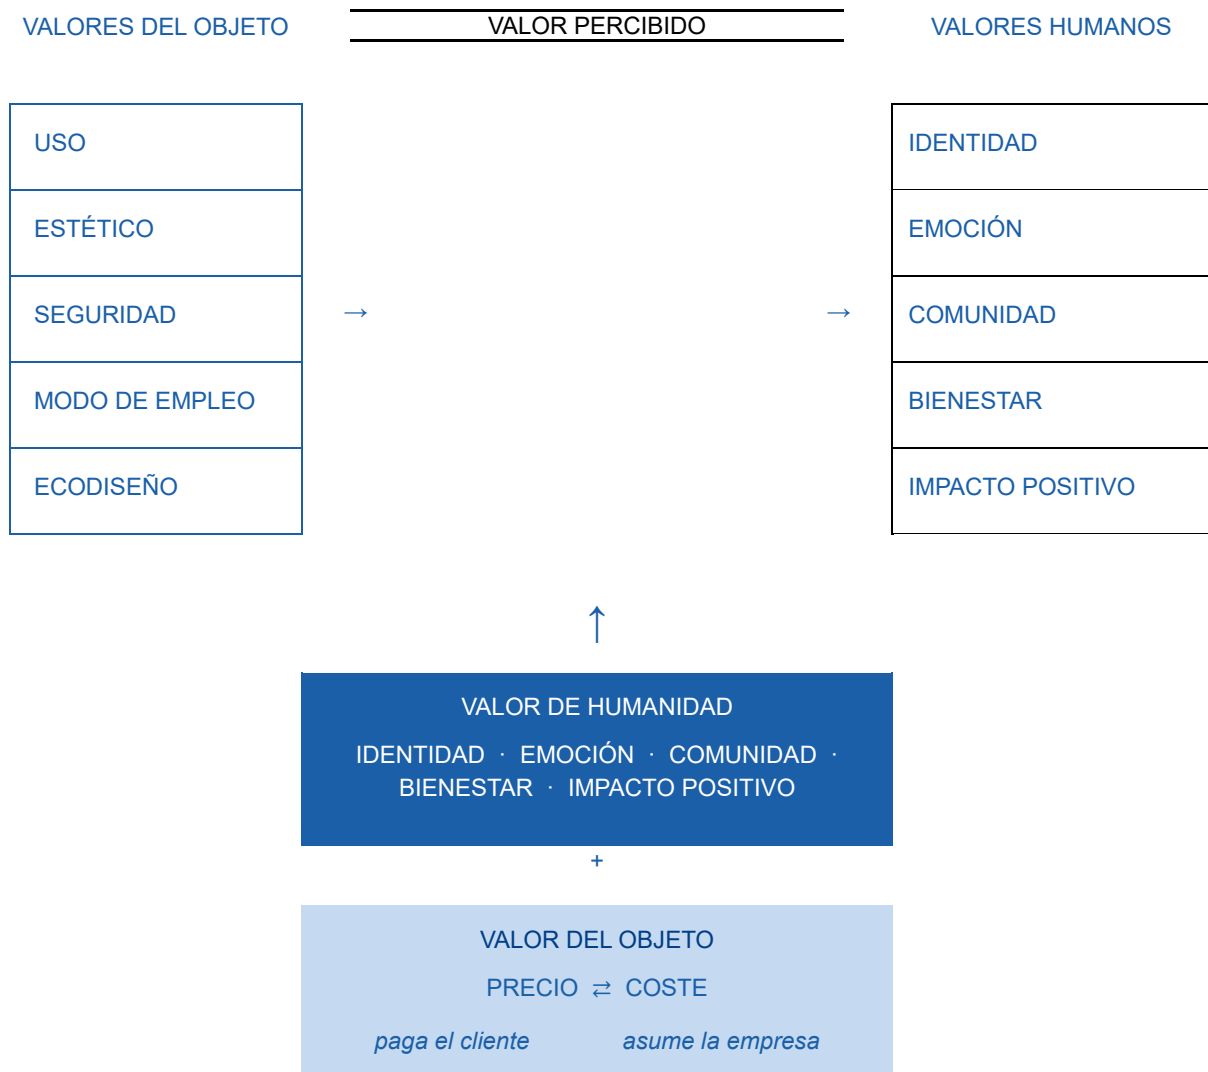 VALORES DEL OBJETO
VALOR PERCIBIDO
VALORES HUMANOS
USO
ESTÉTICO
SEGURIDAD
MODO DE EMPLEO
ECODISEÑO
→
→
IDENTIDAD
EMOCIÓN
COMUNIDAD
BIENESTAR
IMPACTO POSITIVO
↑
VALOR DE HUMANIDAD
IDENTIDAD · EMOCIÓN · COMUNIDAD ·
BIENESTAR · IMPACTO POSITIVO
+
VALOR DEL OBJETO
PRECIO ⇄ COSTE
paga el cliente asume la empresa